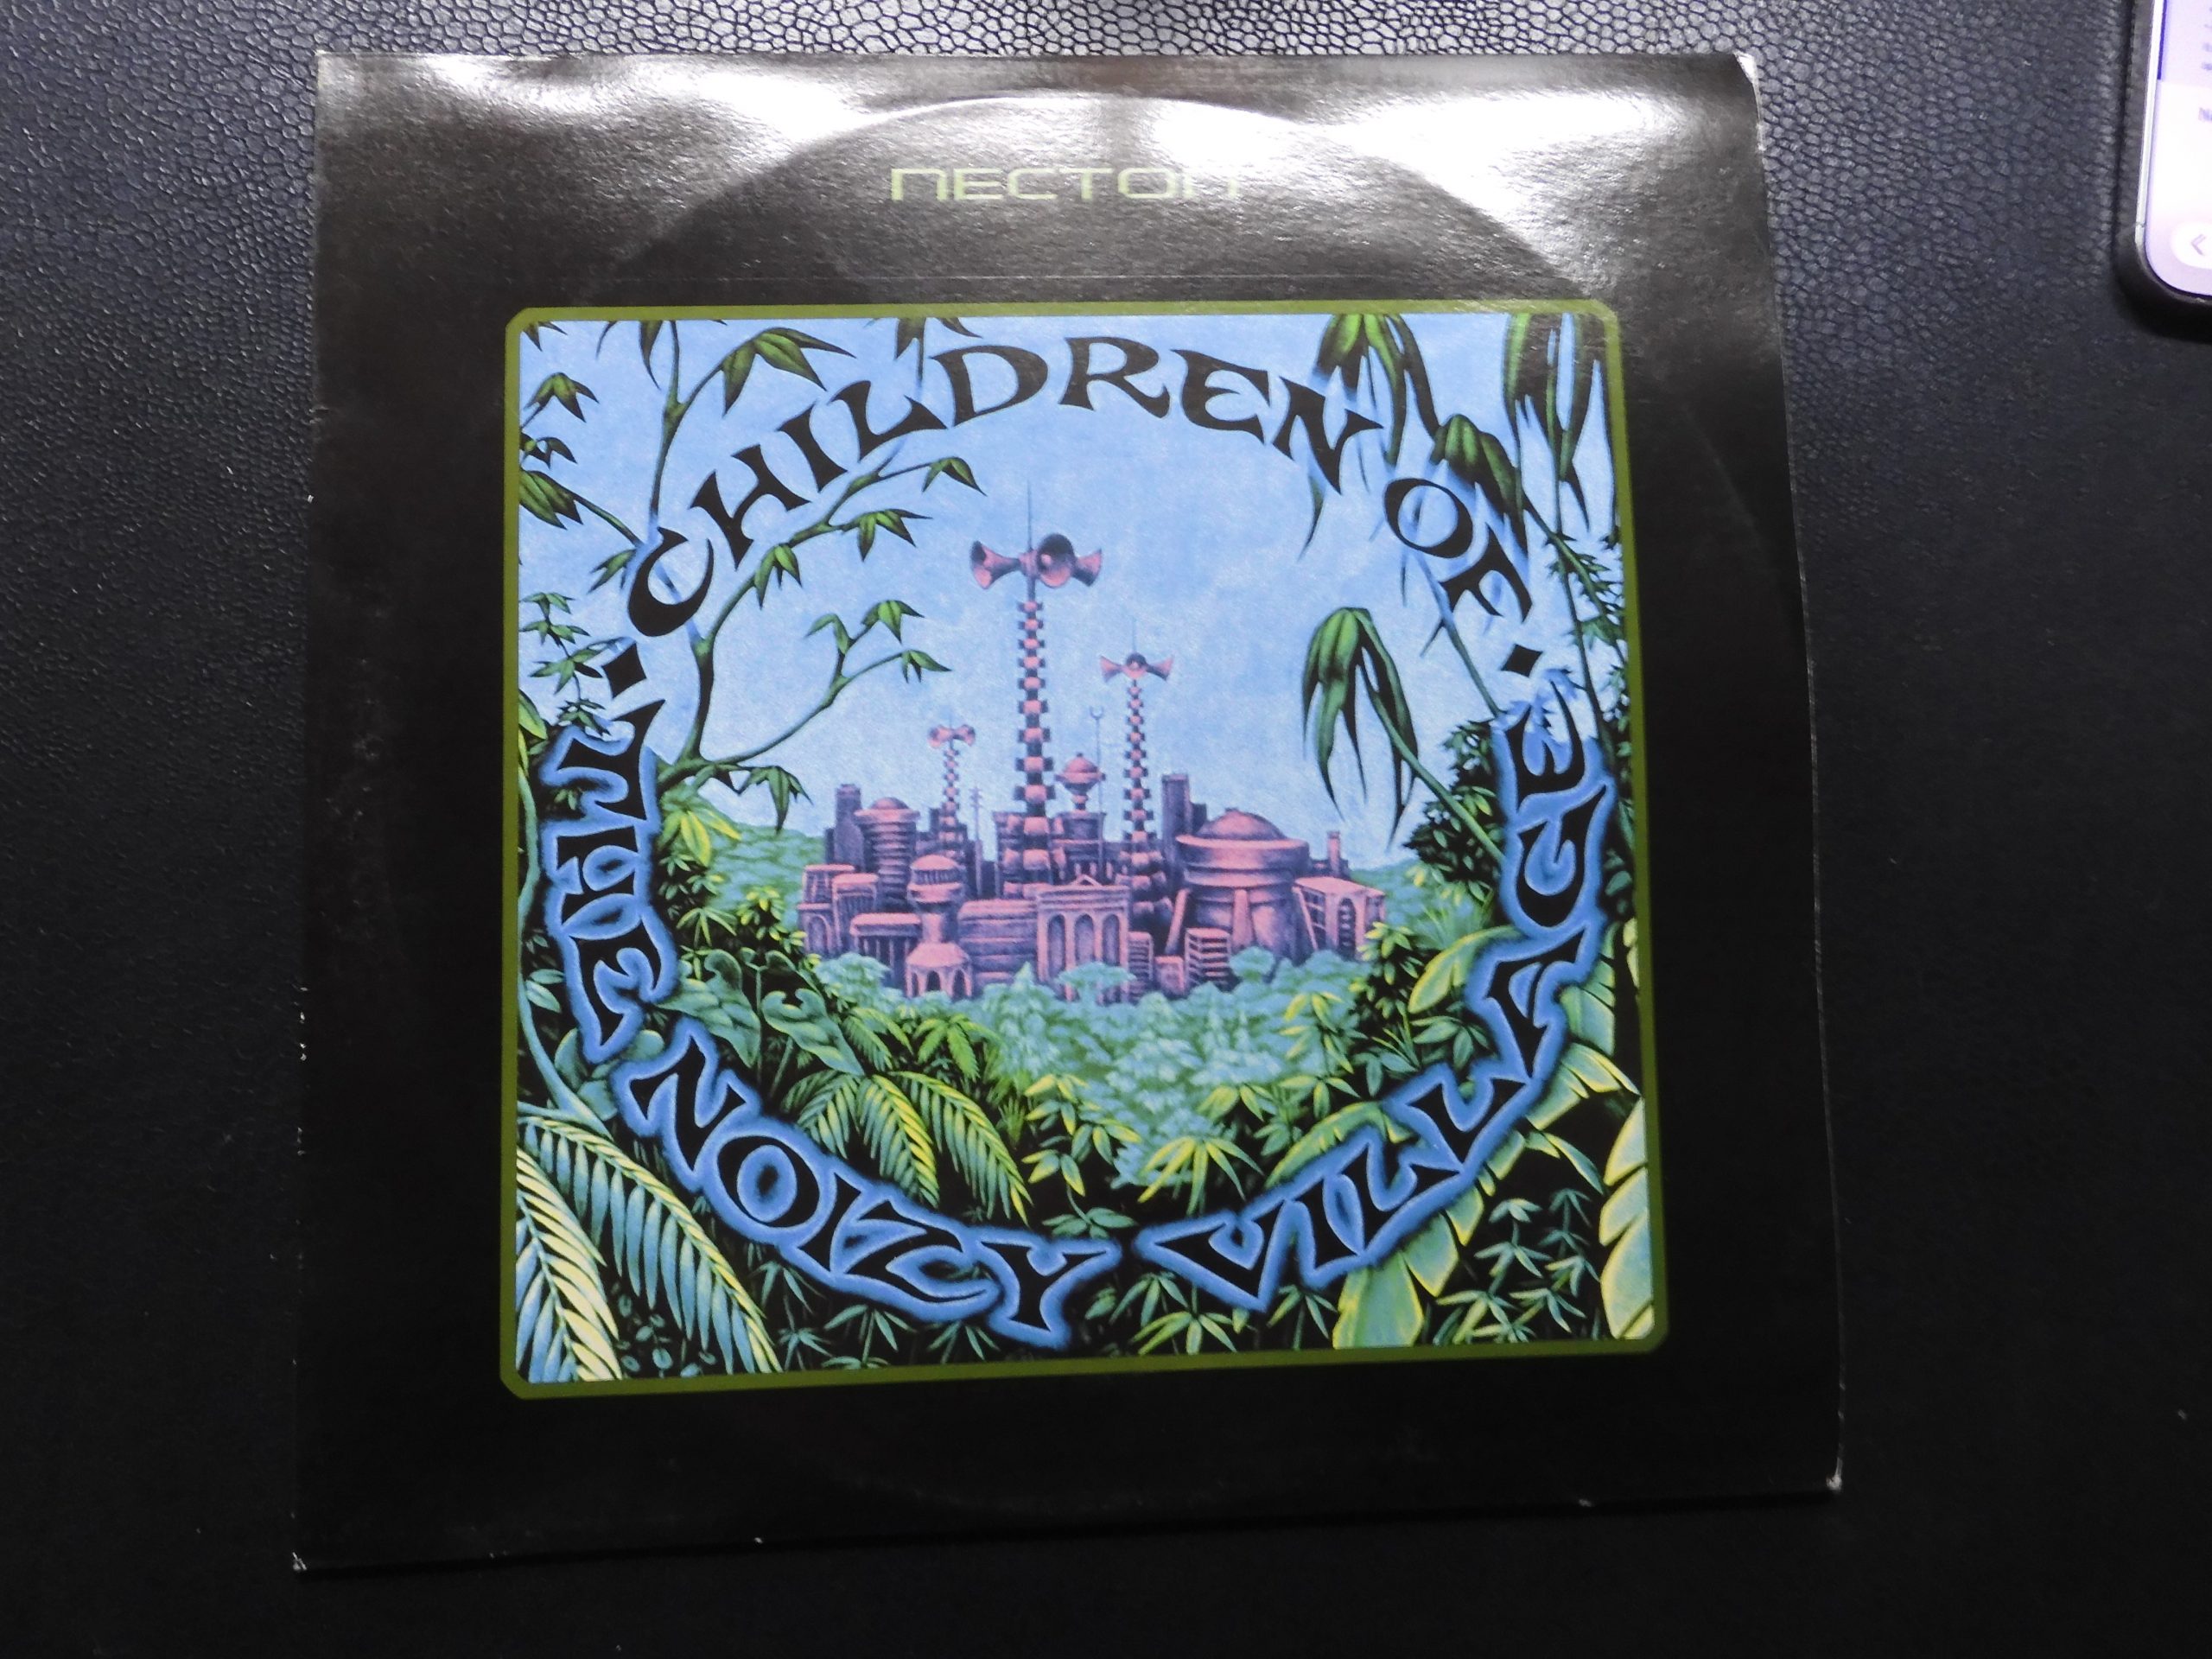 NECTON
CHILDREN OF
THE NOIZY VILLAGE